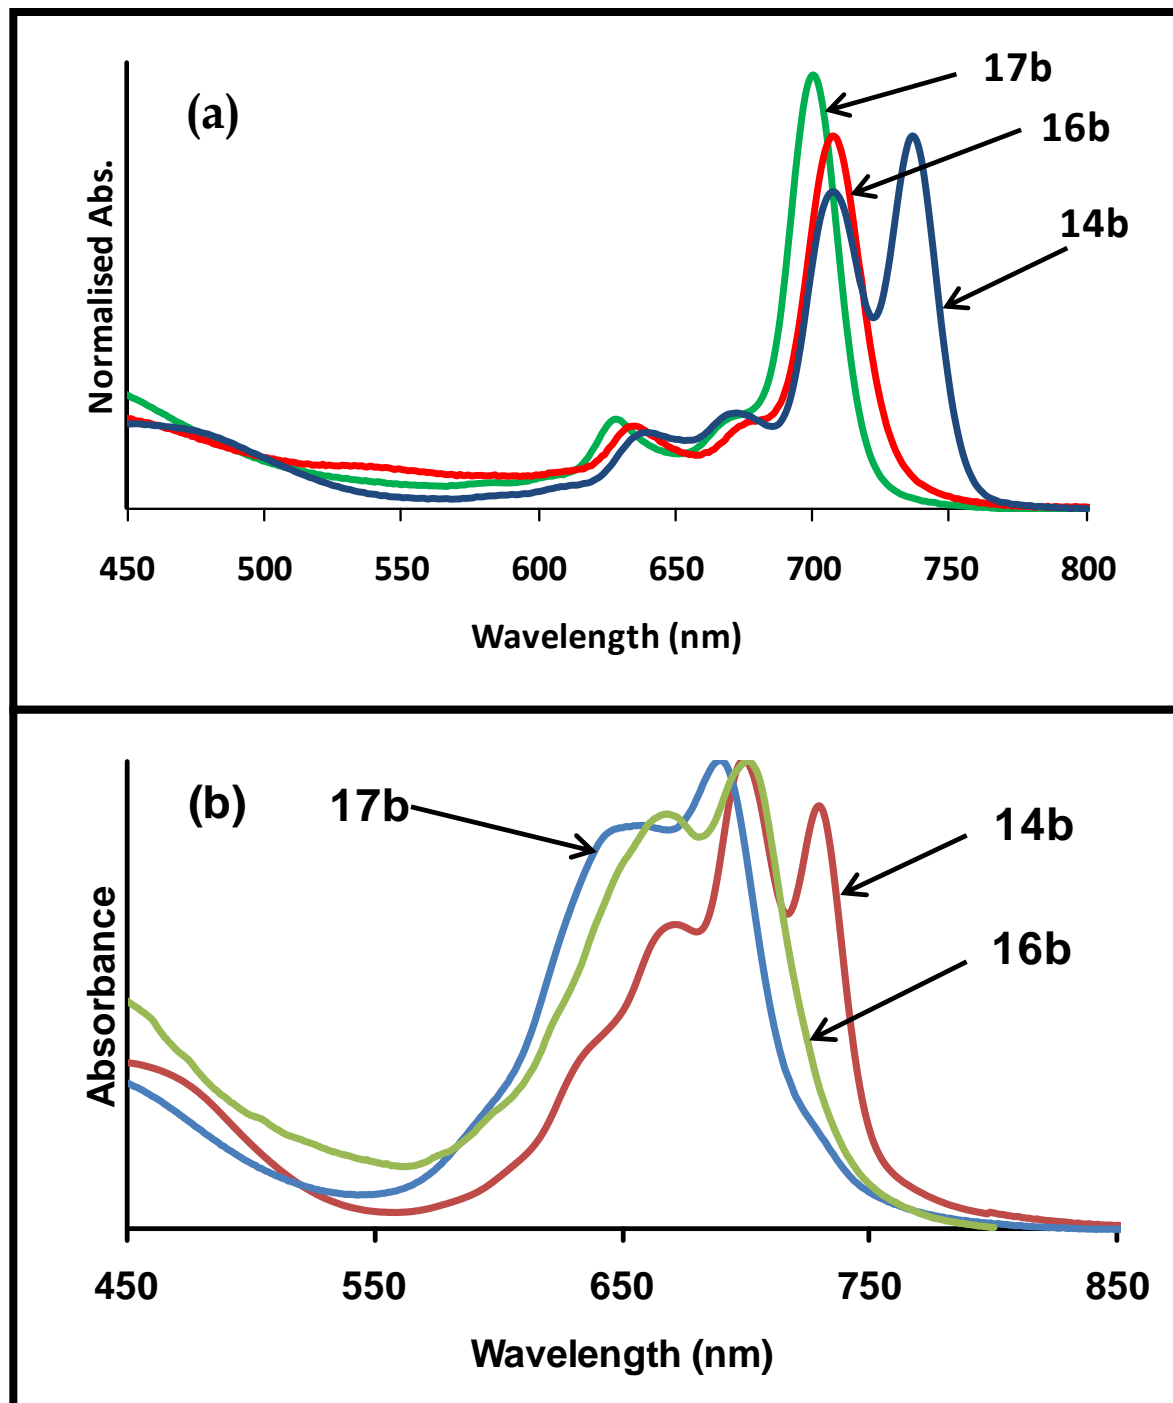 (a)
17b
16b
14b
Normalised Abs.
450 500 550 600 650 700 750 800
Wavelength (nm)
(b)
17b
14b
16b
Absorbance
450 550 650 750 850
Wavelength (nm)